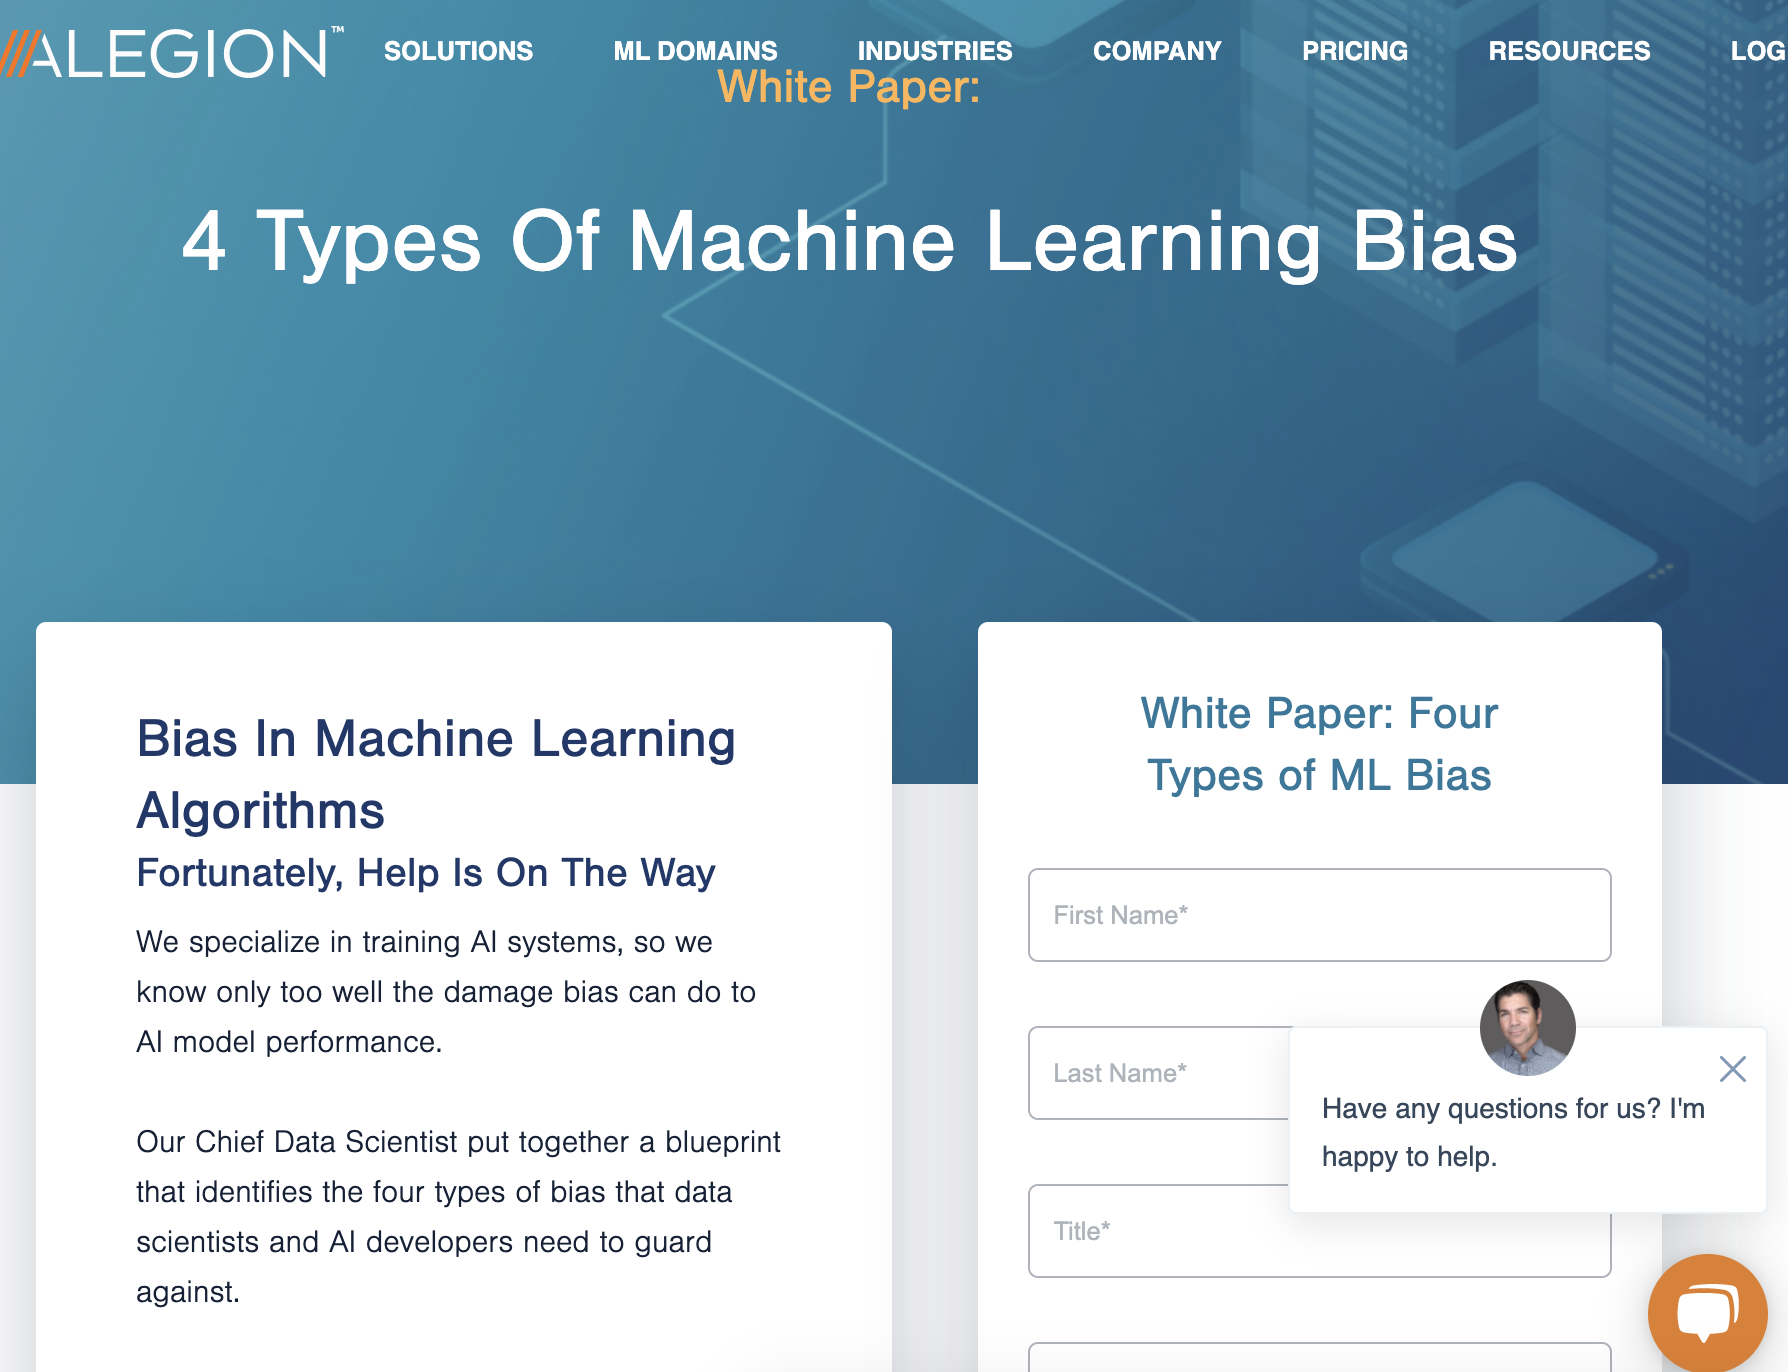 ALEGION™
SOLUTIONS ML DOMAINS INDUSTRIES COMPANY PRICING RESOURCES LOG
White Paper:
4 Types Of Machine Learning Bias
Bias In Machine Learning
Algorithms
Fortunately, Help Is On The Way
We specialize in training AI systems, so we
know only too well the damage bias can do to
AI model performance.
Our Chief Data Scientist put together a blueprint
that identifies the four types of bias that data
scientists and AI developers need to guard
against.
White Paper: Four
Types of ML Bias
First Name*
Last Name*
Title*
Have any questions for us? I'm
happy to help.